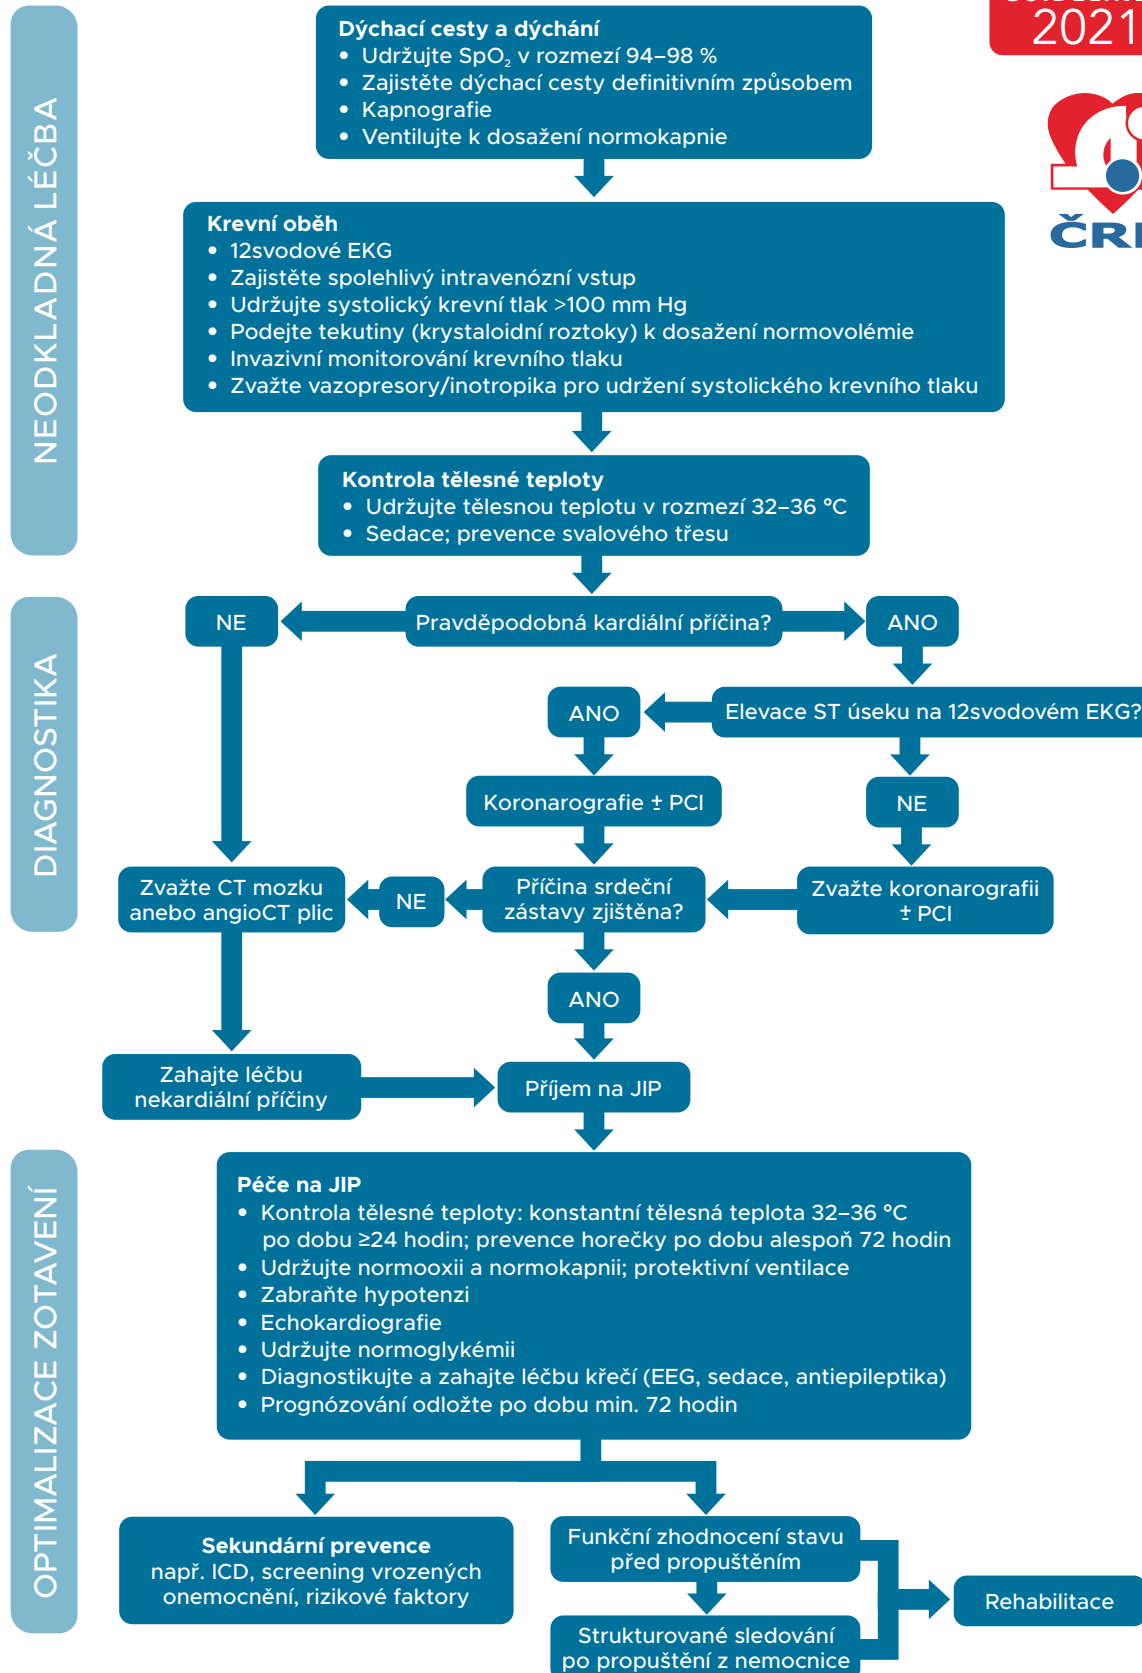 2021
NEODKLADNÁ LÉČBA
Dýchací cesty a dýchání
• Udržujte SpO₂ v rozmezí 94–98 %
• Zajistěte dýchací cesty definitivním způsobem
• Kapnografie
• Ventilujte k dosažení normokapnie
Krevní oběh
• 12svodové EKG
• Zajistěte spolehlivý intravenózní vstup
• Udržujte systolický krevní tlak >100 mm Hg
• Podejte tekutiny (krystaloidní roztoky) k dosažení normovolémie
• Invazivní monitorování krevního tlaku
• Zvažte vazopresory/inotropika pro udržení systolického krevního tlaku
Kontrola tělesné teploty
• Udržujte tělesnou teplotu v rozmezí 32–36 °C
• Sedace; prevence svalového třesu
DIAGNOSTIKA
NE
Pravděpodobná kardiální příčina?
ANO
ANO
Elevace ST úseku na 12svodovém EKG?
Koronarografie ± PCI
NE
Zvažte CT mozku
anebo angioCT plic
NE
Příčina srdeční
zástavy zjištěna?
Zvažte koronarografii
± PCI
ANO
Zahajte léčbu
nekardiální příčiny
Příjem na JIP
OPTIMALIZACE ZOTAVENÍ
Péče na JIP
• Kontrola tělesné teploty: konstantní tělesná teplota 32–36 °C
po dobu ≥24 hodin; prevence horečky po dobu alespoň 72 hodin
• Udržujte normooxii a normokapnii; protektivní ventilace
• Zabraňte hypotenzi
• Echokardiografie
• Udržujte normoglykémii
• Diagnostikujte a zahajte léčbu křečí (EEG, sedace, antiepileptika)
• Prognózování odložte po dobu min. 72 hodin
Sekundární prevence
např. ICD, screening vrozených
onemocnění, rizikové faktory
Funkční zhodnocení stavu
před propuštěním
Strukturované sledování
po propuštění z nemocnice
Rehabilitace